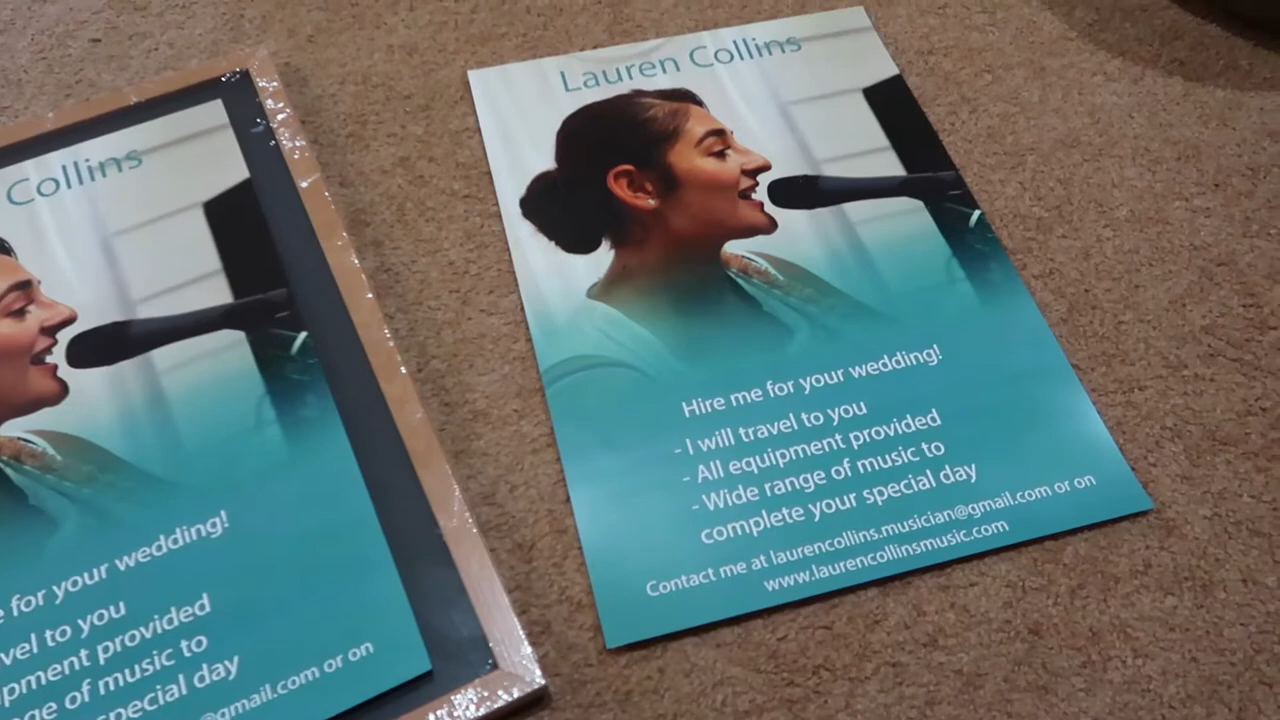 Collins
e for your wedding!
vel to you
ipment provided
ge of music to
special day
@gmail.com or on
Lauren Collins
Hire me for your wedding!
- I will travel to you
- All equipment provided
- Wide range of music to
complete your special day
Contact me at laurencollins.musician@gmail.com or on
www.laurencollinsmusic.com